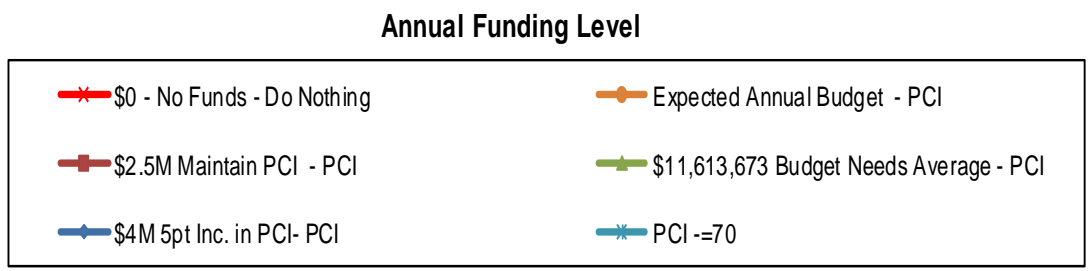 Annual Funding Level
$0 - No Funds - Do Nothing
Expected Annual Budget - PCI
$2.5M Maintain PCI - PCI
$11,613,673 Budget Needs Average - PCI
$4M 5pt Inc. in PCI- PCI
PCI -=70